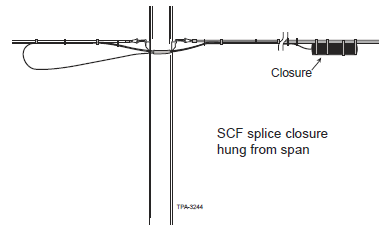 Closure
SCF splice closure
hung from span
TPA-3244